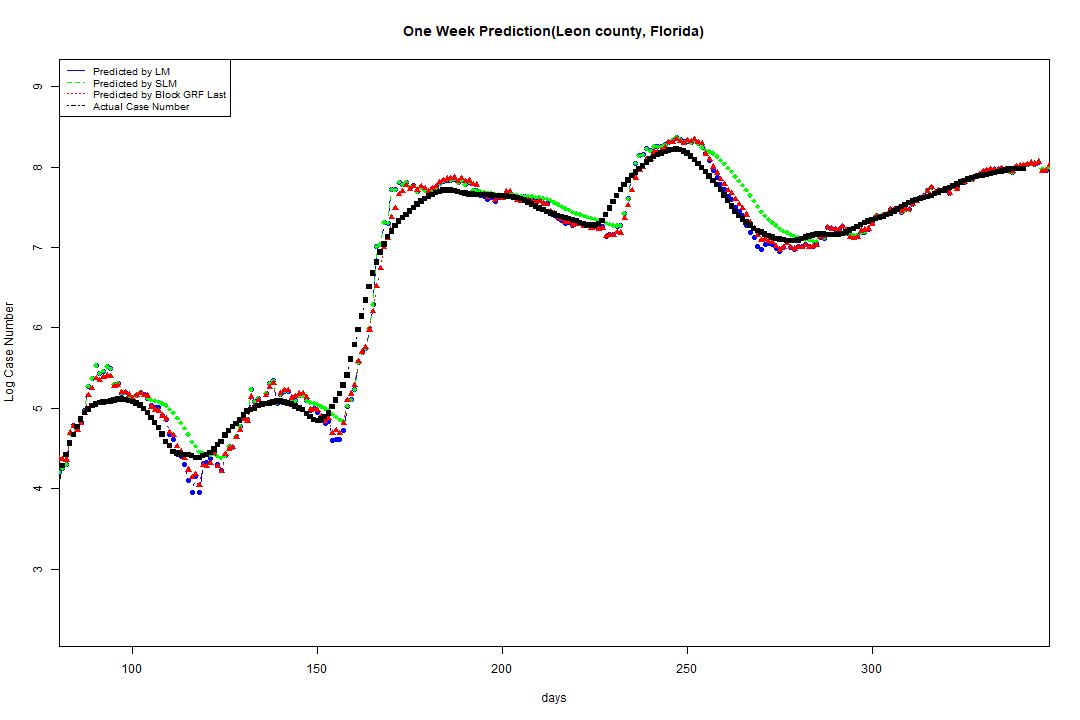 One Week Prediction(Leon county, Florida)
Predicted by LM
Predicted by SLM
Predicted by Block GRF Last
Actual Case Number
9
8
7
6
5
4
3
Log Case Number
100 150 200 250 300
days